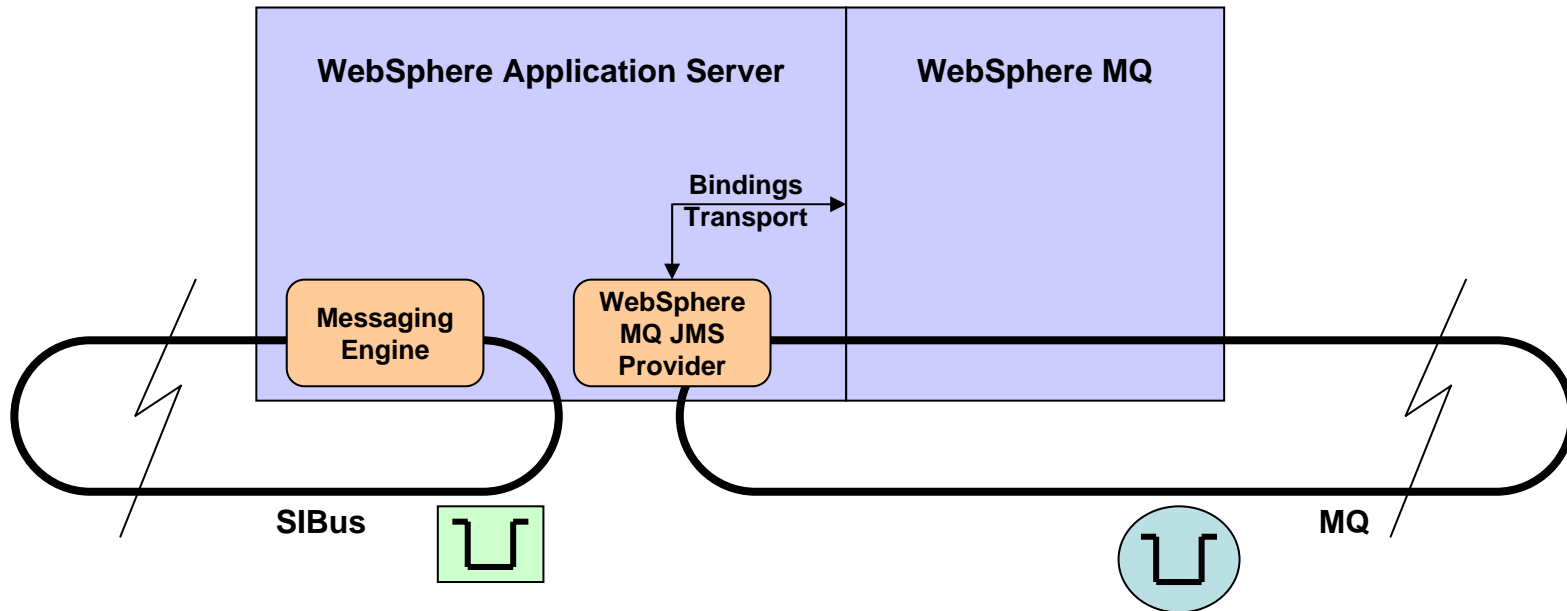 WebSphere Application Server
WebSphere MQ
Bindings
Transport
Messaging
Engine
WebSphere
MQ JMS
Provider
SIBus
MQ